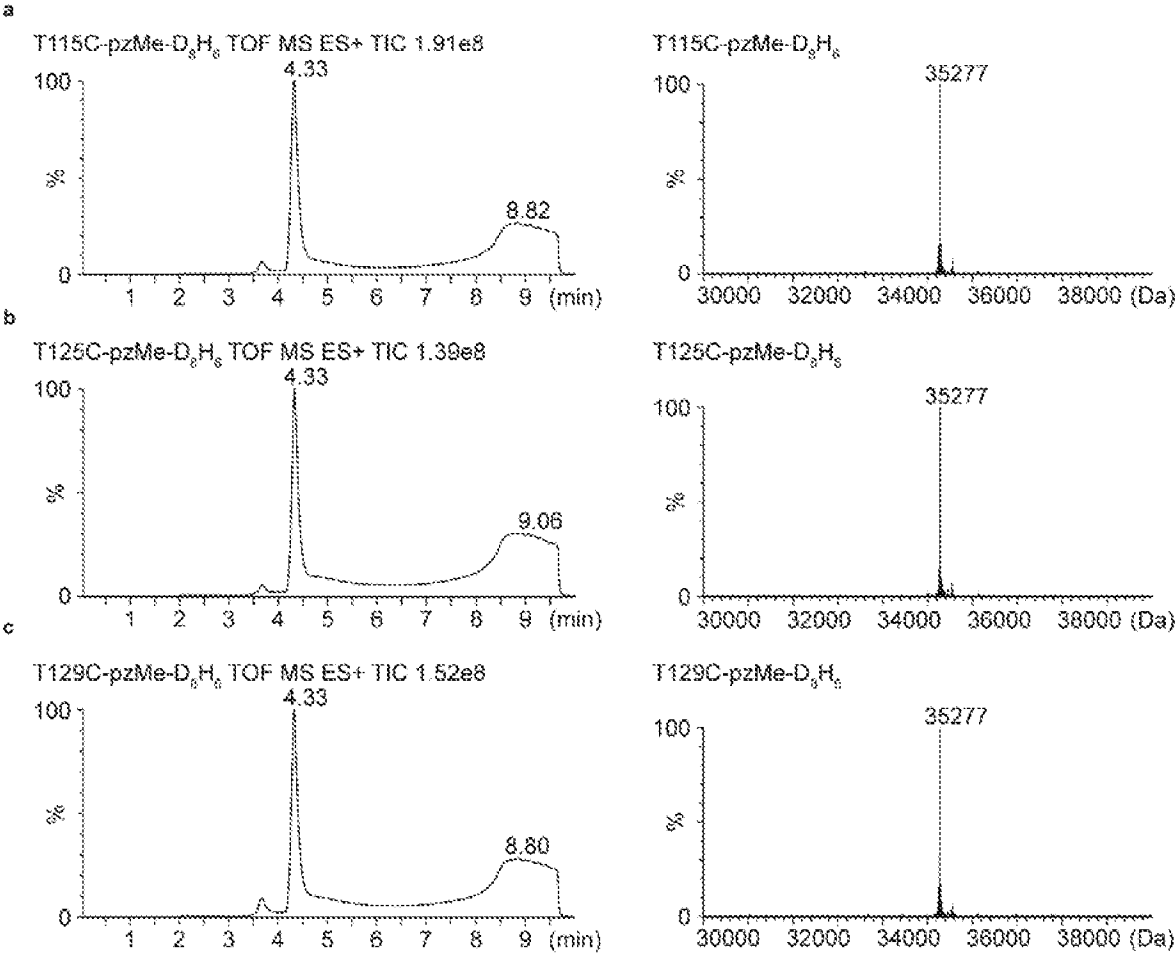 a
T115C-pzMe-D₈H₆ TOF MS ES+ TIC 1.91e8
4.33
100
%
8.82
0
1 2 3 4 5 6 7 8 9 (min)
T115C-pzMe-D₈H₆
35277
100
%
0
30000 32000 34000 36000 38000 (Da)
b
T125C-pzMe-D₈H₆ TOF MS ES+ TIC 1.39e8
4.33
100
%
9.06
0
1 2 3 4 5 6 7 8 9 (min)
T125C-pzMe-D₈H₆
35277
100
%
0
30000 32000 34000 36000 38000 (Da)
c
T129C-pzMe-D₈H₆ TOF MS ES+ TIC 1.52e8
4.33
100
%
8.80
0
1 2 3 4 5 6 7 8 9 (min)
T129C-pzMe-D₈H₆
35277
100
%
0
30000 32000 34000 36000 38000 (Da)